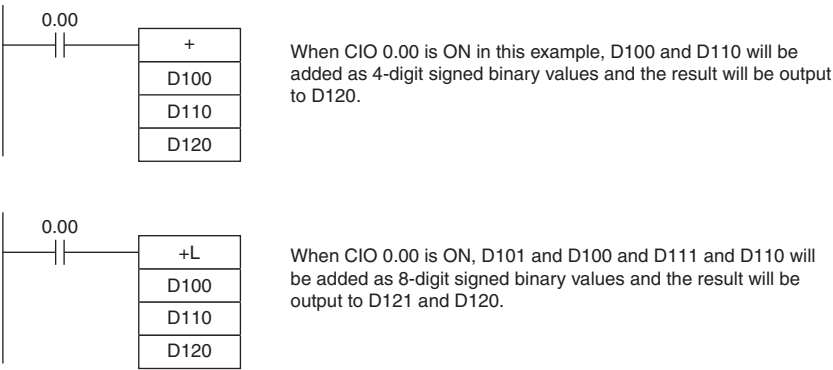 0.00
+
D100
D110
D120
When CIO 0.00 is ON in this example, D100 and D110 will be
added as 4-digit signed binary values and the result will be output
to D120.
0.00
+L
D100
D110
D120
When CIO 0.00 is ON, D101 and D100 and D111 and D110 will
be added as 8-digit signed binary values and the result will be
output to D121 and D120.